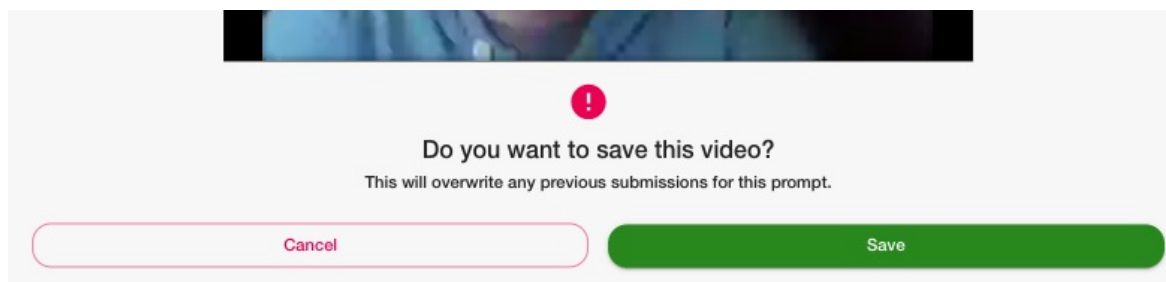 Do you want to save this video?
This will overwrite any previous submissions for this prompt.
Cancel
Save